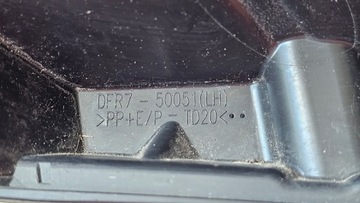 DFR7 - 50051(LH)
>PP+E/P - TD20<••